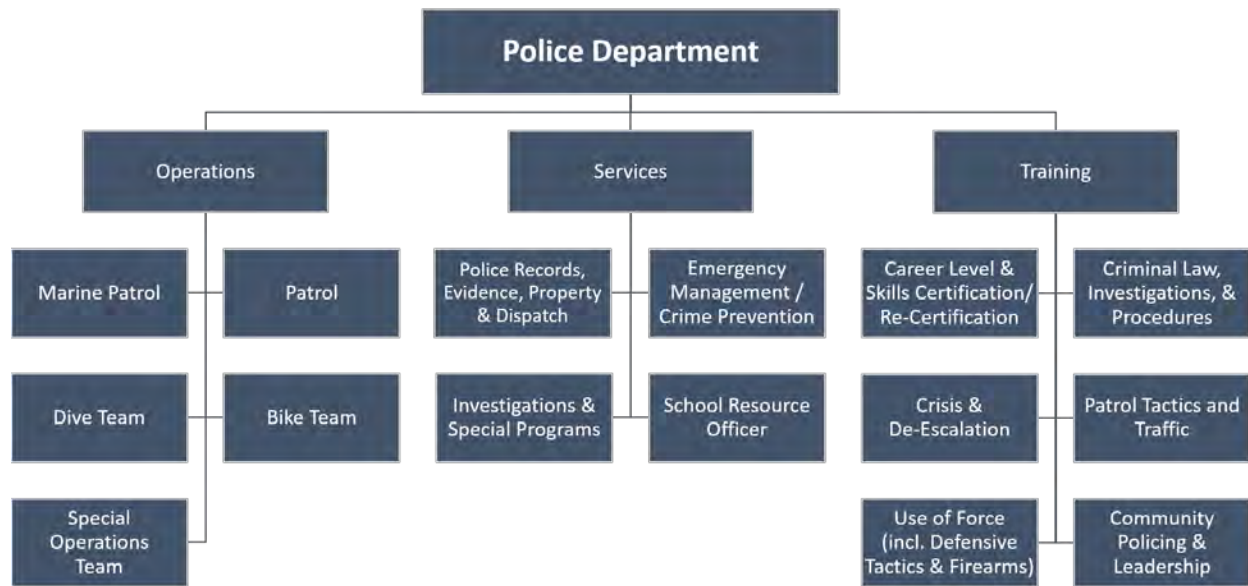 Police Department
Operations
Services
Training
Marine Patrol
Patrol
Police Records,
Evidence, Property
& Dispatch
Emergency
Management /
Crime Prevention
Career Level &
Skills Certification/
Re-Certification
Criminal Law,
Investigations, &
Procedures
Dive Team
Bike Team
Investigations &
Special Programs
School Resource
Officer
Crisis &
De-Escalation
Patrol Tactics and
Traffic
Special
Operations
Team
Use of Force
(incl. Defensive
Tactics & Firearms)
Community
Policing &
Leadership